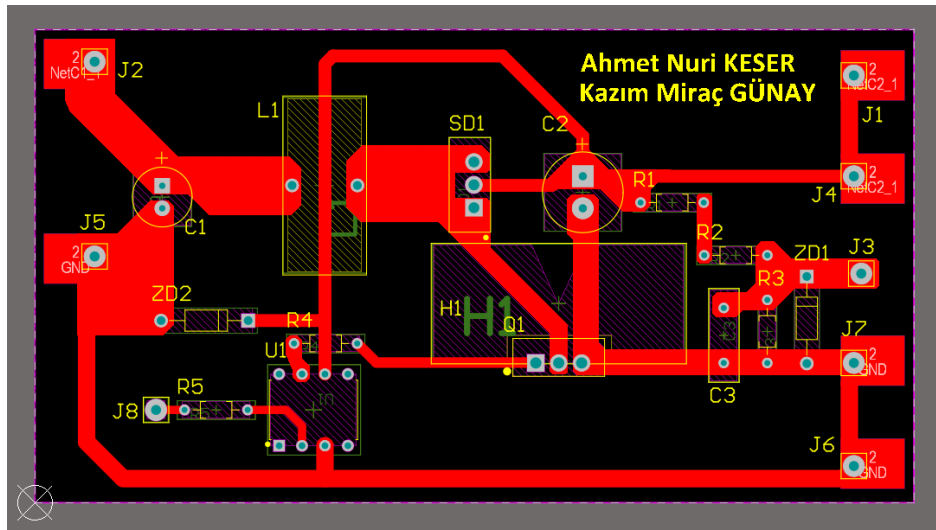 Ahmet Nuri KESER
Kazım Miraç GÜNAY
2
NetC1_1
J2
L1
SD1
C2
2
NetC2_1
J1
R1
2
NetC2_1
J4
J5
2
GND
C1
R2
ZD1
J3
ZD2
R4
H1
H1
R3
Q1
U1
J7
2
GND
R5
J8
C3
J6
2
GND